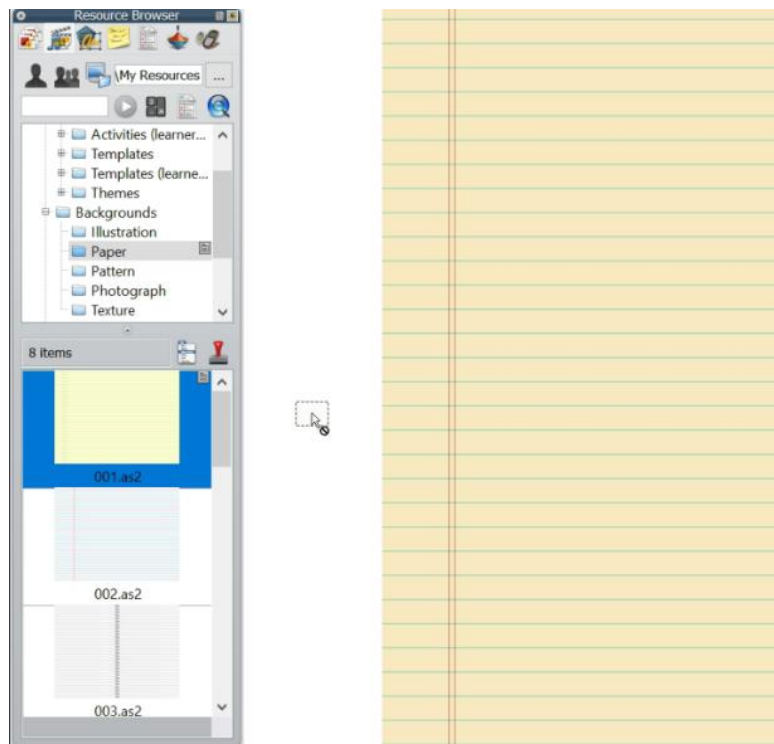 Resource Browser
\My Resources
...
Activities (learner...
Templates
Templates (learne...
Themes
Backgrounds
Illustration
Paper
Pattern
Photograph
Texture
8 items
001.as2
002.as2
003.as2